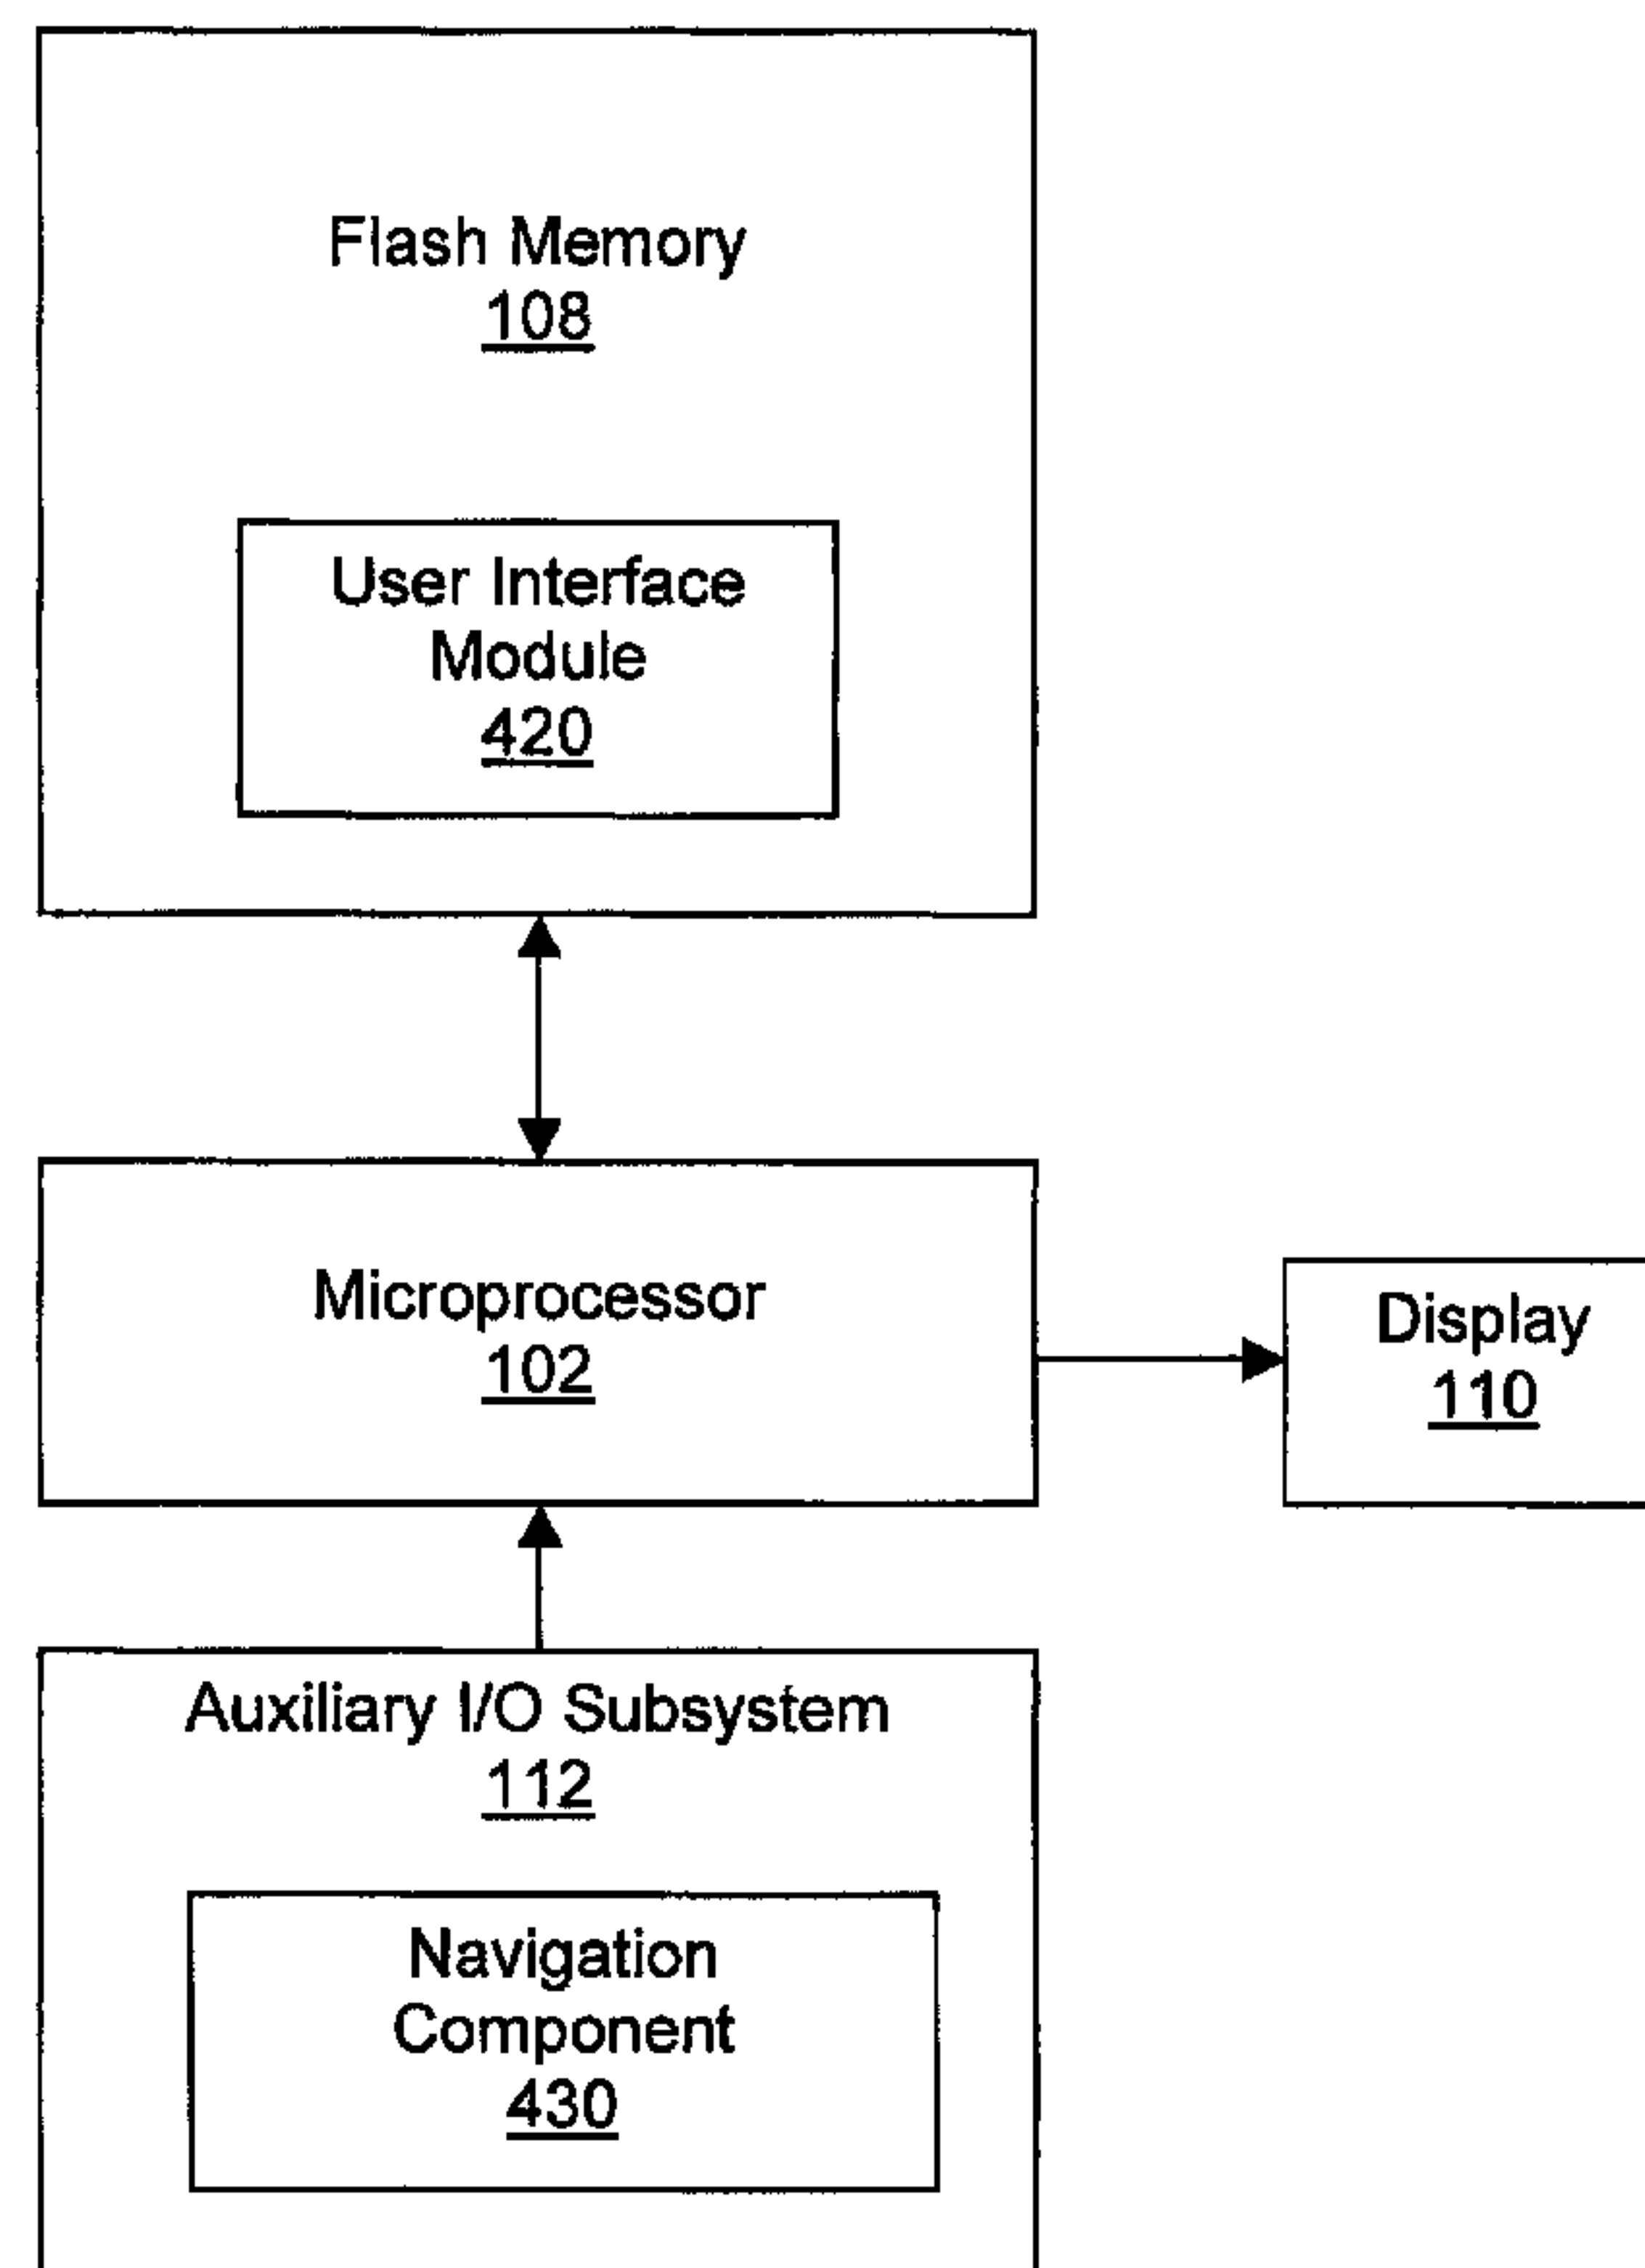 Flash Memory
108
User Interface
Module
420
Microprocessor
102
Display
110
Auxiliary I/O Subsystem
112
Navigation
Component
430